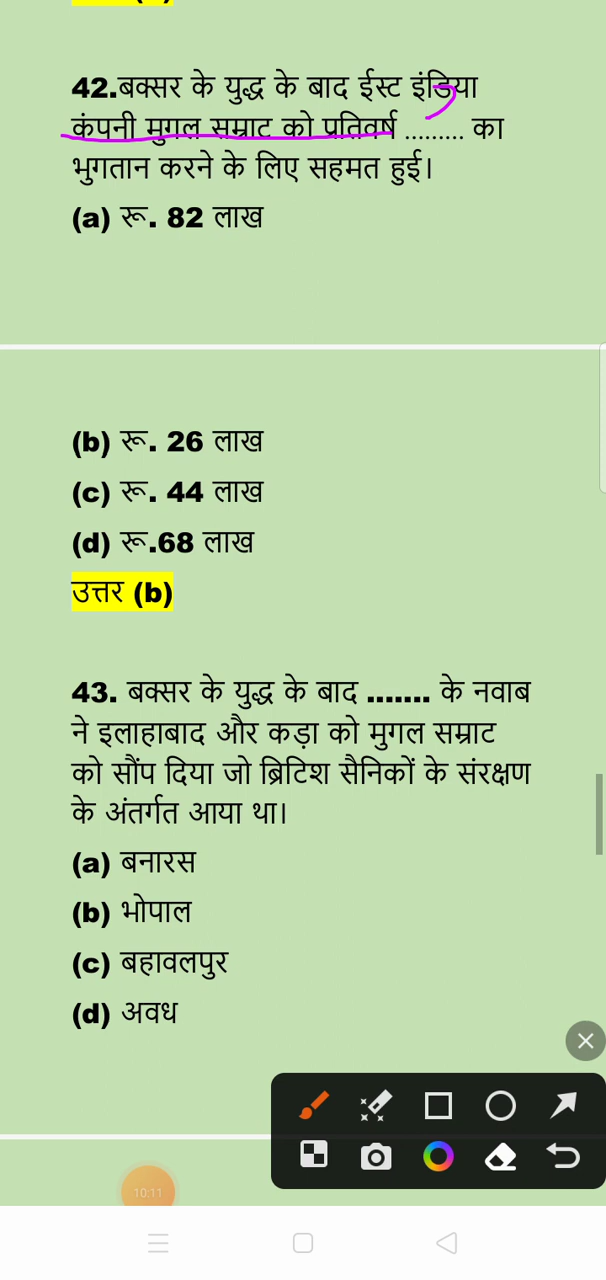 42.बक्सर के युद्ध के बाद ईस्ट इंडिया
कंपनी मुगल सम्राट को प्रतिवर्ष ......... का
भुगतान करने के लिए सहमत हुई।
(a) रू. 82 लाख
(b) रू. 26 लाख
(c) रू. 44 लाख
(d) रू.68 लाख
उत्तर (b)
43. बक्सर के युद्ध के बाद ....... के नवाब
ने इलाहाबाद और कड़ा को मुगल सम्राट
को सौंप दिया जो ब्रिटिश सैनिकों के संरक्षण
के अंतर्गत आया था।
(a) बनारस
(b) भोपाल
(c) बहावलपुर
(d) अवध
10:11